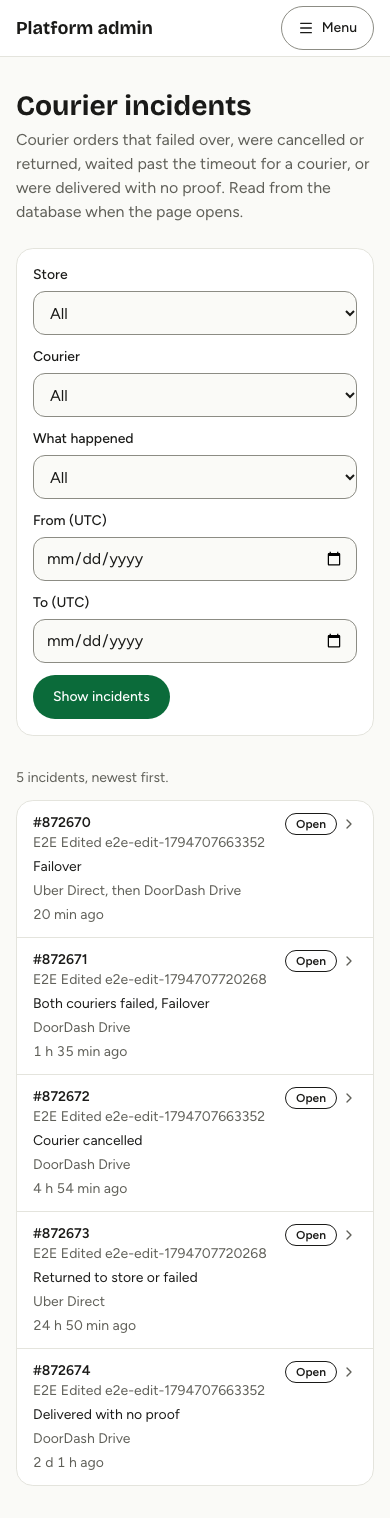 Platform admin
Menu
Courier incidents
Courier orders that failed over, were cancelled or
returned, waited past the timeout for a courier, or
were delivered with no proof. Read from the
database when the page opens.
Store
All
Courier
All
What happened
All
From (UTC)
mm/dd/yyyy
To (UTC)
mm/dd/yyyy
Show incidents
5 incidents, newest first.
#872670
Open
E2E Edited e2e-edit-1794707663352
Failover
Uber Direct, then DoorDash Drive
20 min ago
#872671
Open
E2E Edited e2e-edit-1794707720268
Both couriers failed, Failover
DoorDash Drive
1 h 35 min ago
#872672
Open
E2E Edited e2e-edit-1794707663352
Courier cancelled
DoorDash Drive
4 h 54 min ago
#872673
Open
E2E Edited e2e-edit-1794707720268
Returned to store or failed
Uber Direct
24 h 50 min ago
#872674
Open
E2E Edited e2e-edit-1794707663352
Delivered with no proof
DoorDash Drive
2 d 1 h ago